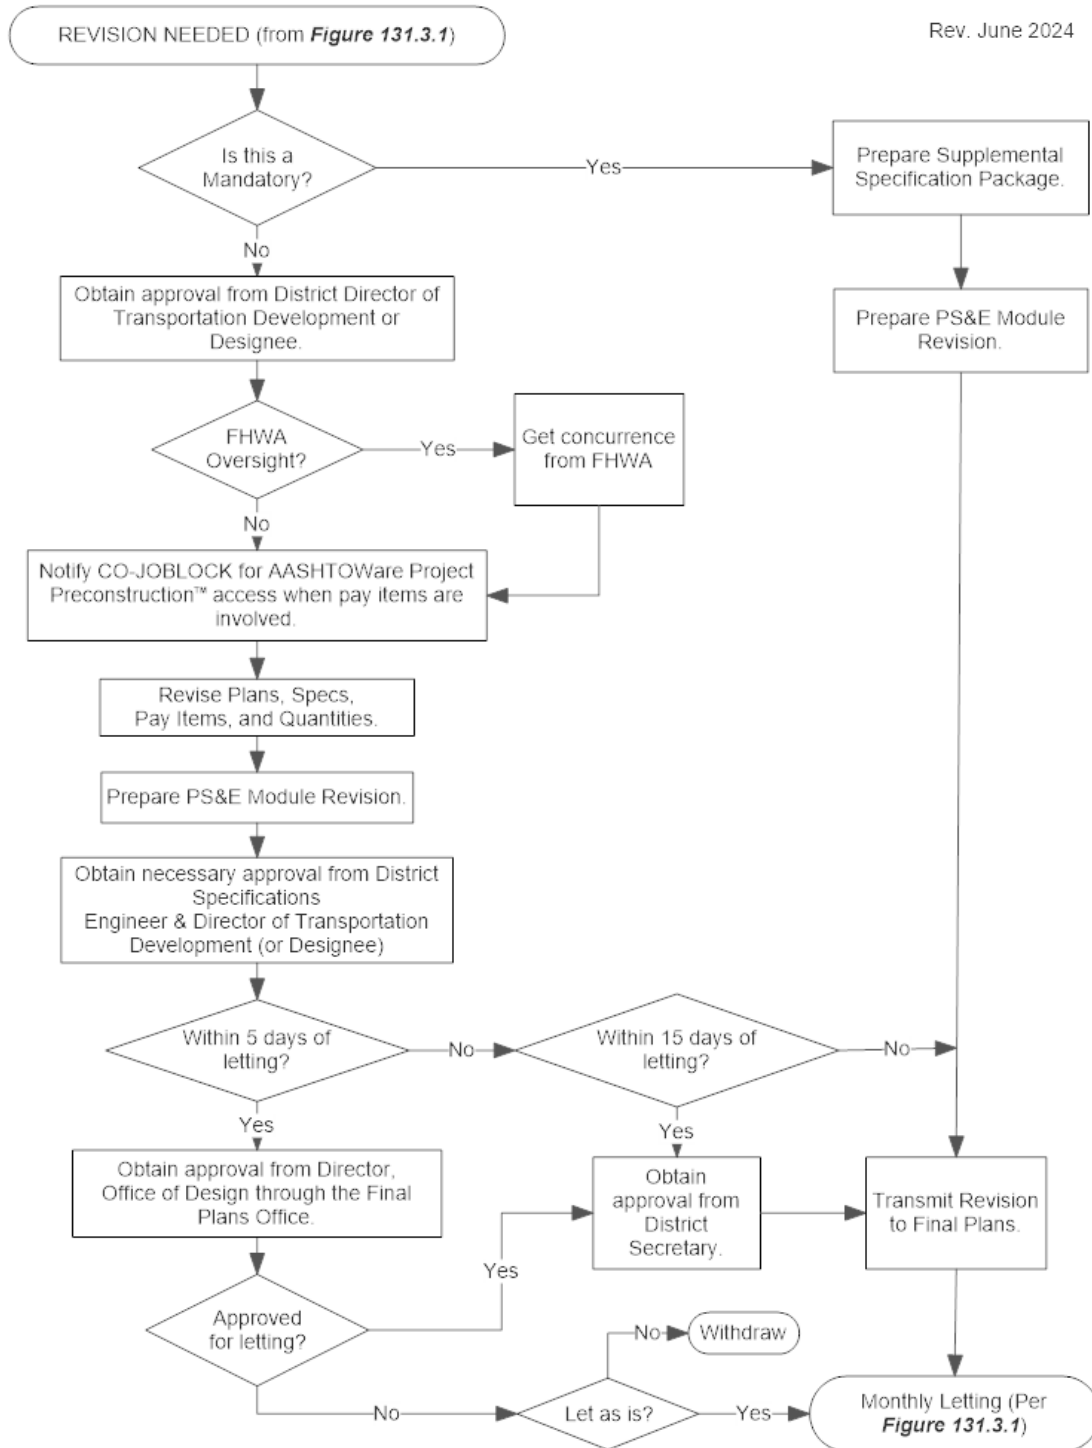 REVISION NEEDED (from Figure 131.3.1)
Rev. June 2024
Is this a
Mandatory?
Yes
Prepare Supplemental
Specification Package.
No
Obtain approval from District Director of
Transportation Development or
Designee.
Prepare PS&E Module
Revision.
FHWA
Oversight?
Yes
Get concurrence
from FHWA
No
Notify CO-JOBLOCK for AASHTOWare Project
Preconstruction™ access when pay items are
involved.
Revise Plans, Specs,
Pay Items, and Quantities.
Prepare PS&E Module Revision.
Obtain necessary approval from District
Specifications
Engineer & Director of Transportation
Development (or Designee)
Within 5 days of
letting?
No
Within 15 days of
letting?
No
Yes
Yes
Obtain approval from Director,
Office of Design through the Final
Plans Office.
Obtain
approval from
District
Secretary.
Transmit Revision
to Final Plans.
Yes
Approved
for letting?
No
Withdraw
No
Let as is?
Yes
Monthly Letting (Per
Figure 131.3.1)